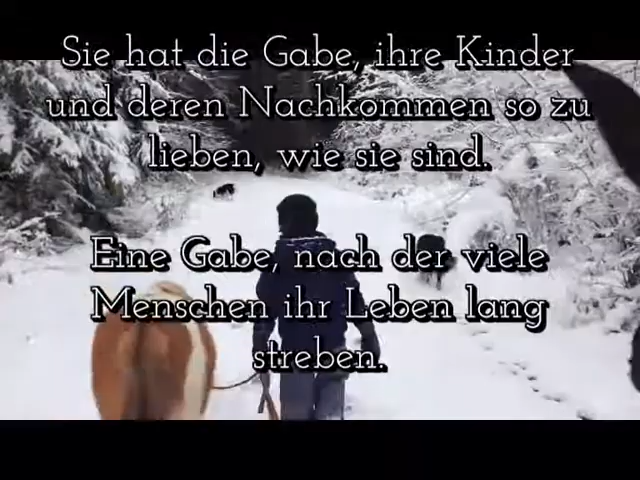 Sie hat die Gabe, ihre Kinder
und deren Nachkommen so zu
lieben, wie sie sind.
Eine Gabe, nach der viele
Menschen ihr Leben lang
streben.